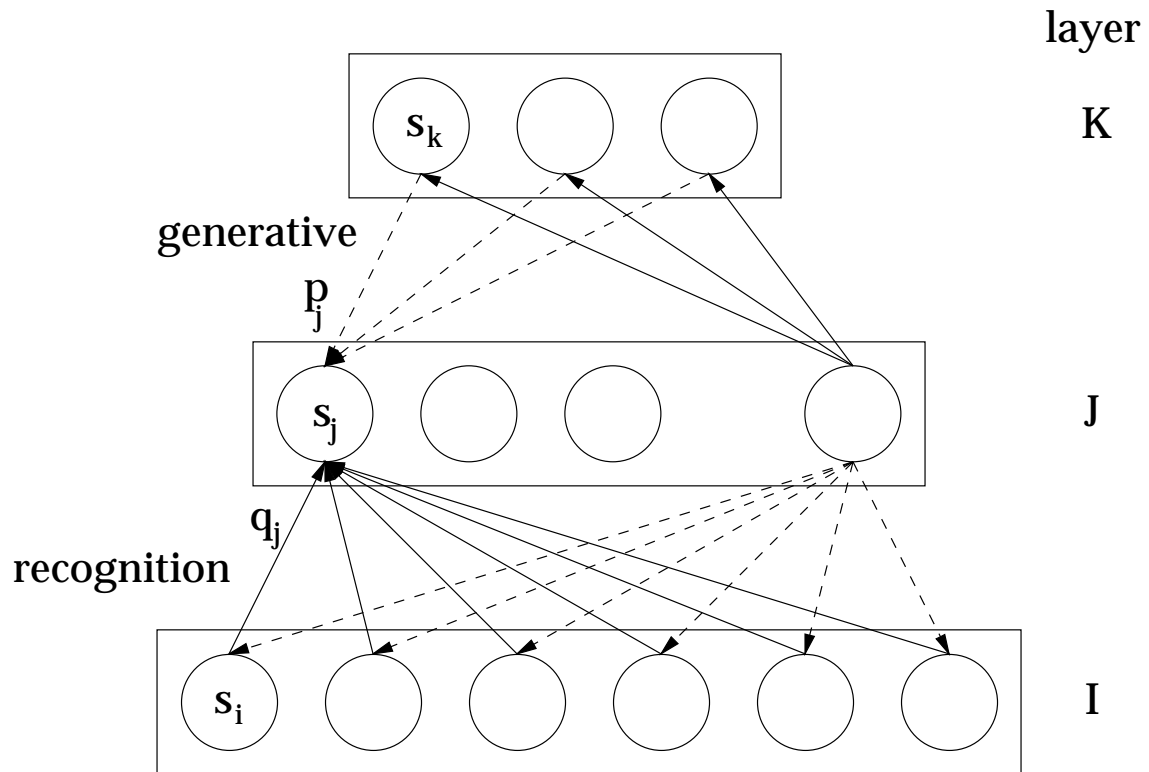 layer
s_k
K
generative
p_j
s_j
J
q_j
recognition
s_i
I